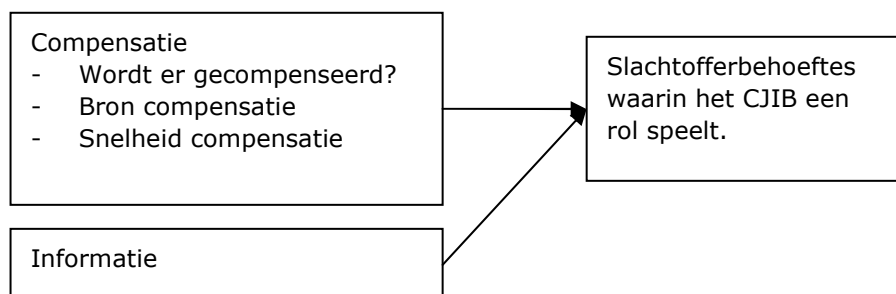 Compensatie
- Wordt er gecompenseerd?
- Bron compensatie
- Snelheid compensatie
Slachtofferbehoeftes
waarin het CJIB een
rol speelt.
Informatie